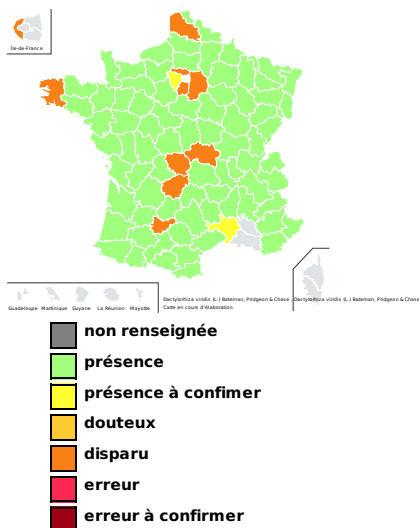 Île-de-France
Guadeloupe Martinique Guyane La Réunion Mayotte
Dactylorhiza viridis (L.) Bateman, Pridgeon & Chase , Dactylorhiza viridis (L.) Bateman, Pridgeon & Chase
Carte en cours d'élaboration.
non renseignée
présence
présence à confimer
douteux
disparu
erreur
erreur à confirmer